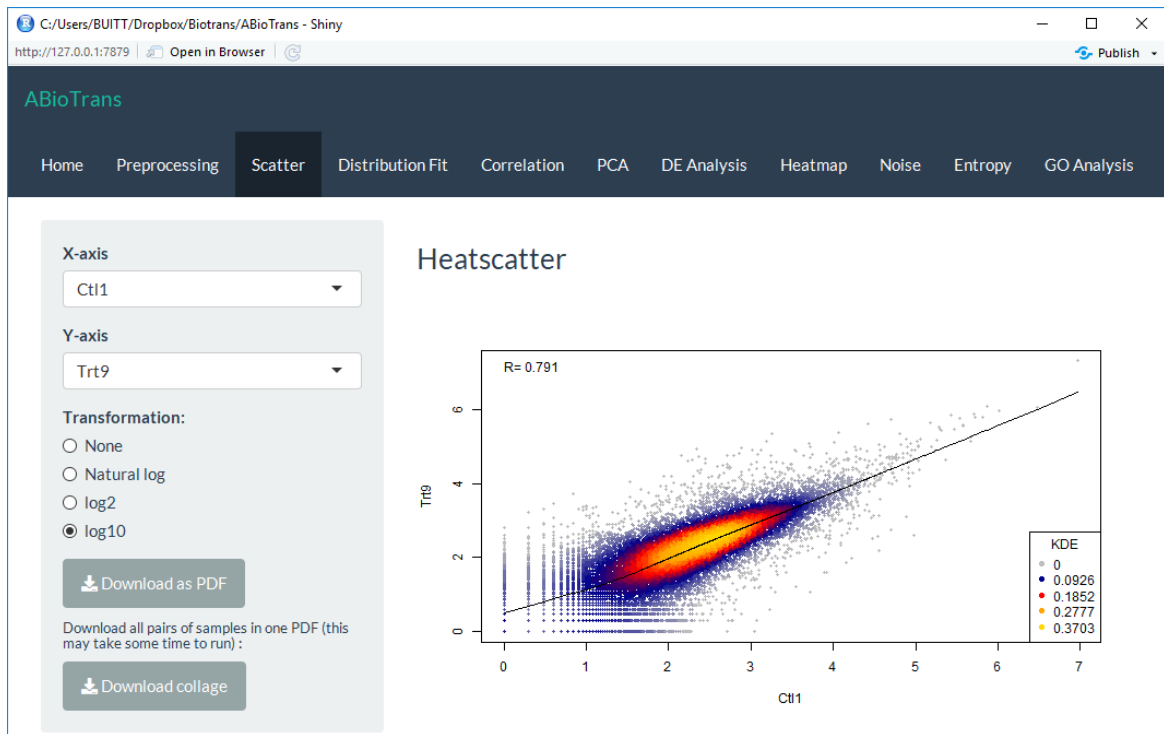 C:/Users/BUITT/Dropbox/Biotrans/ABioTrans - Shiny
http://127.0.0.1:7879 Open in Browser Publish
ABioTrans
Home Preprocessing Scatter Distribution Fit Correlation PCA DE Analysis Heatmap Noise Entropy GO Analysis
X-axis
Ctl1
Y-axis
Trt9
Transformation:
None
Natural log
log2
log10
Download as PDF
Download all pairs of samples in one PDF (this
may take some time to run) :
Download collage
Heatscatter
R= 0.791
Trt9
6
4
2
0
KDE
0
0.0926
0.1852
0.2777
0.3703
0 1 2 3 4 5 6 7
Ctl1